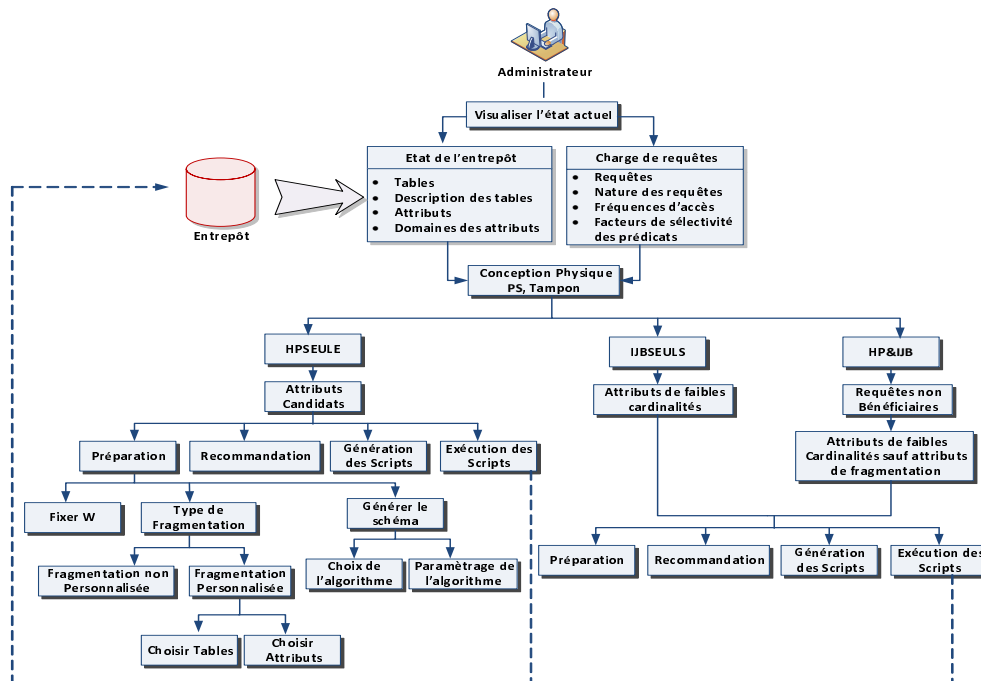 Administrateur
Visualiser l'état actuel
Etat de l'entrepôt
• Tables
• Description des tables
• Attributs
• Domaines des attributs
Charge de requêtes
• Requêtes
• Nature des requêtes
• Fréquences d'accès
• Facteurs de sélectivité
des prédicats
Entrepôt
Conception Physique
PS, Tampon
HPSEULE
IJBSEULS
HP&IJB
Attributs
Candidats
Attributs de faibles
cardinalités
Requêtes non
Bénéficiaires
Attributs de faibles
Cardinalités sauf attributs
de fragmentation
Préparation
Recommandation
Génération
des Scripts
Exécution des
Scripts
Fixer W
Type de
Fragmentation
Générer le
schéma
Fragmentation non
Personnalisée
Fragmentation
Personnalisée
Choix de
l'algorithme
Paramètrage de
l'algorithme
Choisir Tables
Choisir
Attributs
Préparation
Recommandation
Génération
des Scripts
Exécution des
Scripts